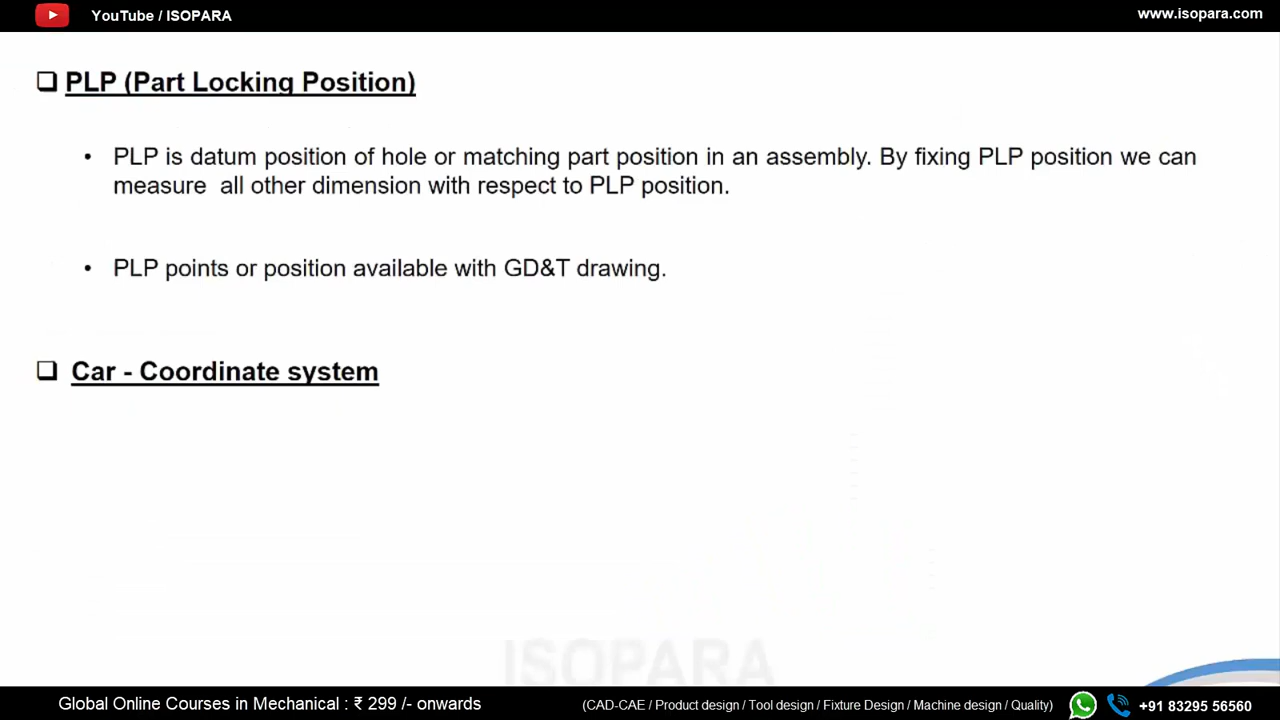 YouTube / ISOPARA
www.isopara.com
PLP (Part Locking Position)
• PLP is datum position of hole or matching part position in an assembly. By fixing PLP position we can
measure all other dimension with respect to PLP position.
• PLP points or position available with GD&T drawing.
Car - Coordinate system
ISOPARA
Global Online Courses in Mechanical : ₹ 299 /- onwards
(CAD-CAE / Product design / Tool design / Fixture Design / Machine design / Quality)
+91 83295 56560